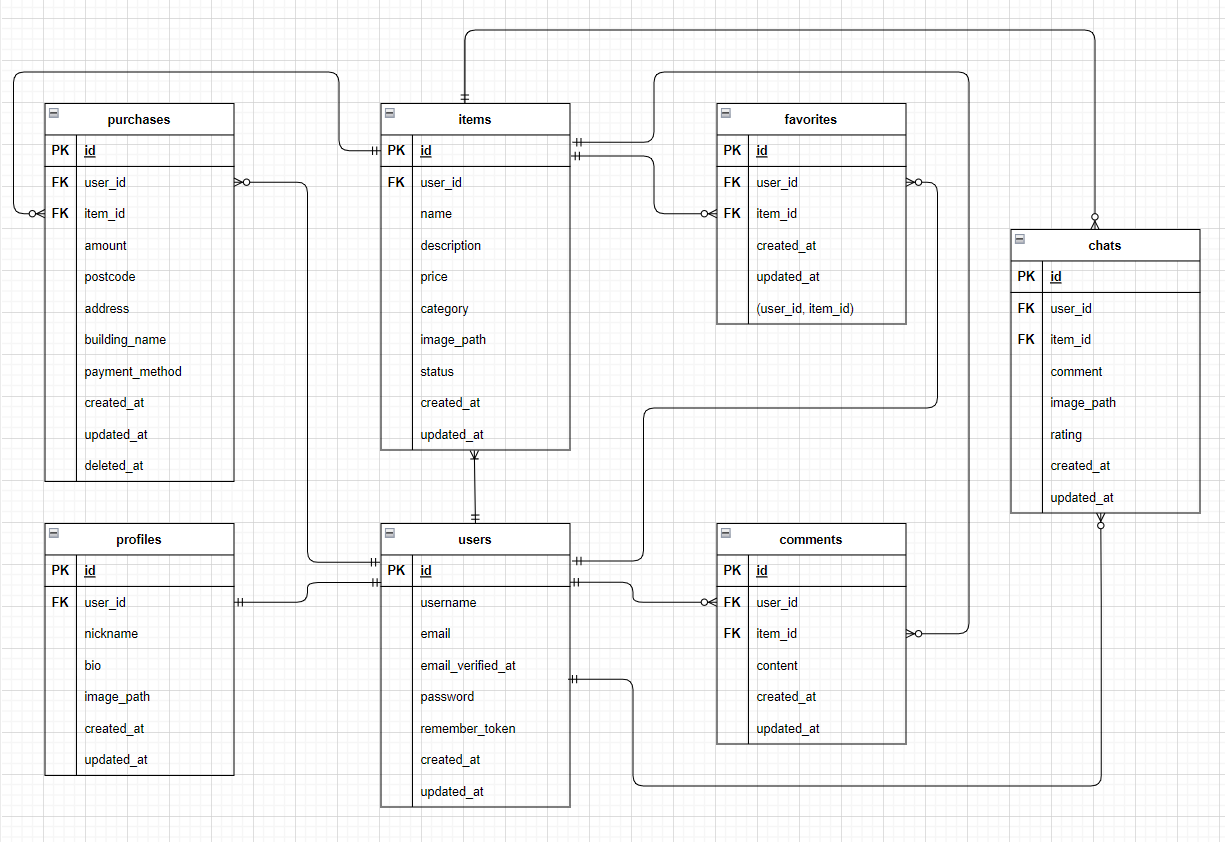 purchases
PK id
FK user_id
FK item_id
amount
postcode
address
building_name
payment_method
created_at
updated_at
deleted_at
items
PK id
FK user_id
name
description
price
category
image_path
status
created_at
updated_at
favorites
PK id
FK user_id
FK item_id
created_at
updated_at
(user_id, item_id)
chats
PK id
FK user_id
FK item_id
comment
image_path
rating
created_at
updated_at
profiles
PK id
FK user_id
nickname
bio
image_path
created_at
updated_at
users
PK id
username
email
email_verified_at
password
remember_token
created_at
updated_at
comments
PK id
FK user_id
FK item_id
content
created_at
updated_at